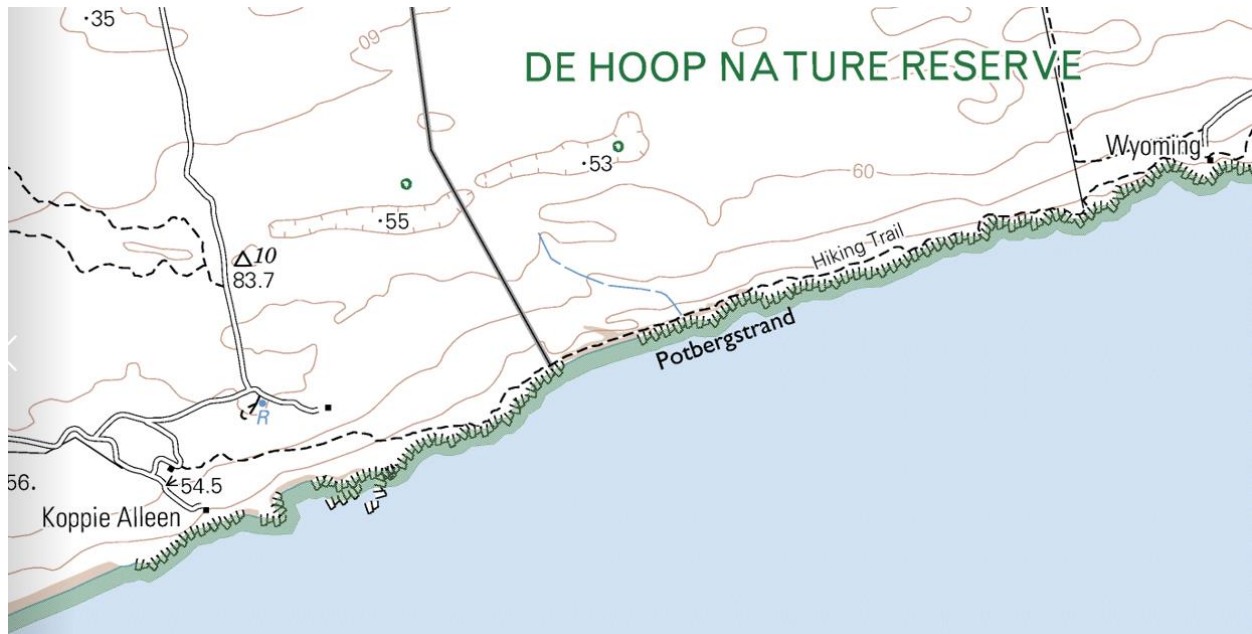 ·35
60
DE HOOP NATURE RESERVE
Wyoming
·53
60
·55
Hiking Trail
10
83.7
Potbergstrand
R
56.
54.5
Koppie Alleen